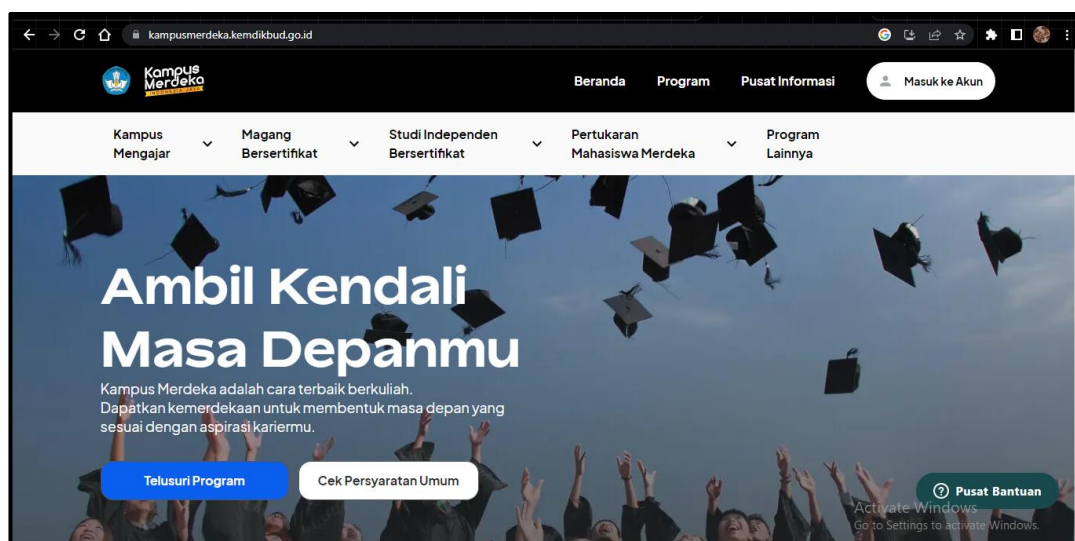 kampusmerdeka.kemdikbud.go.id
Kampus
Merdeka
INDONESIA JAYA
Beranda Program Pusat Informasi Masuk ke Akun
Kampus
Mengajar
Magang
Bersertifikat
Studi Independen
Bersertifikat
Pertukaran
Mahasiswa Merdeka
Program
Lainnya
Ambil Kendali
Masa Depanmu
Kampus Merdeka adalah cara terbaik berkuliah.
Dapatkan kemerdekaan untuk membentuk masa depan yang
sesuai dengan aspirasi kariermu.
Telusuri Program Cek Persyaratan Umum
Pusat Bantuan
Activate Windows
Go to Settings to activate Windows.